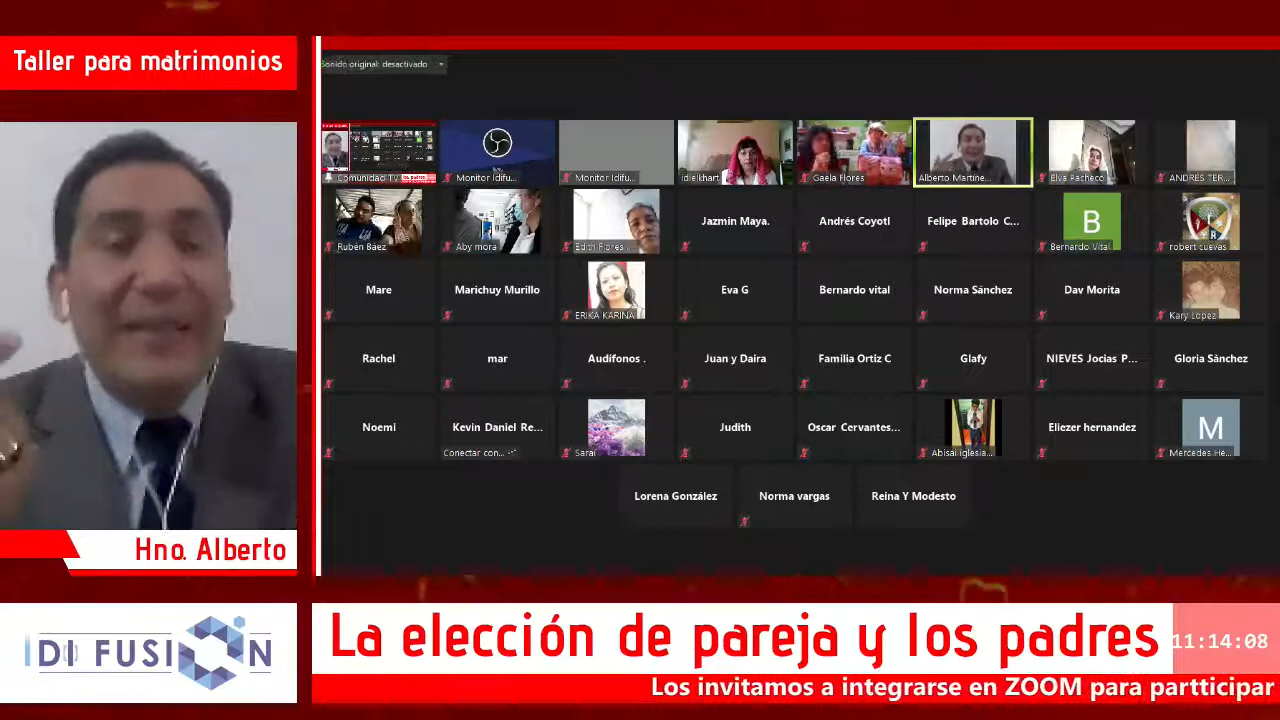 Taller para matrimonios
Sonido original: desactivado
Comunidad TV
Monitor Idifu...
Monitor Idifu...
idielkhart
Gaela Flores
Alberto Martine...
Elva Pacheco
ANDRÉS TER...
Rubén Baez
Aby mora
Edith Flores...
Jazmin Maya.
Andrés Coyotl
Felipe Bartolo C...
B
Bernardo Vital
robert cuevas
Mare
Marichuy Murillo
ERIKA KARINA
Eva G
Bernardo vital
Norma Sánchez
Dav Morita
Kary Lopez
Rachel
mar
Audífonos .
Juan y Daira
Familia Ortiz C
Glafy
NIEVES Jocias P...
Gloria Sánchez
Noemi
Kevin Daniel Re...
Conectar con...
Sarai
Judith
Oscar Cervantes...
Abisai iglesia...
Eliezer hernandez
M
Mercedes He...
Lorena González
Norma vargas
Reina Y Modesto
Hno. Alberto
IDI FUSIÓN
La elección de pareja y los padres
11:14:08
Los invitamos a integrarse en ZOOM para partticipar